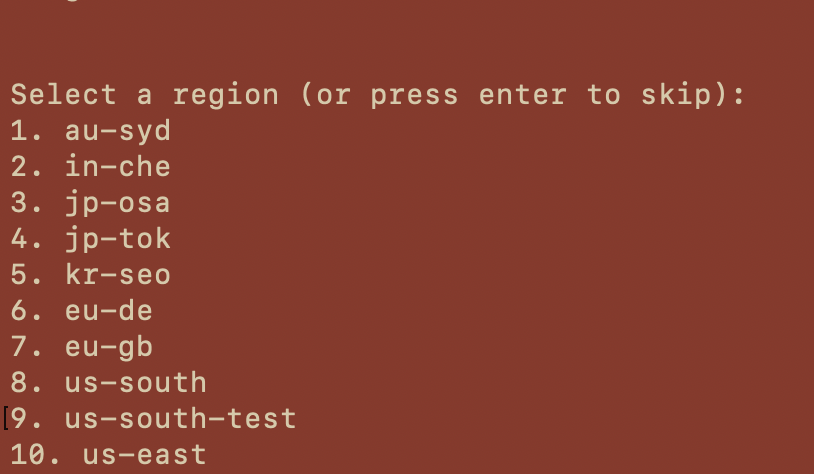 Select a region (or press enter to skip):
1. au-syd
2. in-che
3. jp-osa
4. jp-tok
5. kr-seo
6. eu-de
7. eu-gb
8. us-south
[9. us-south-test
10. us-east